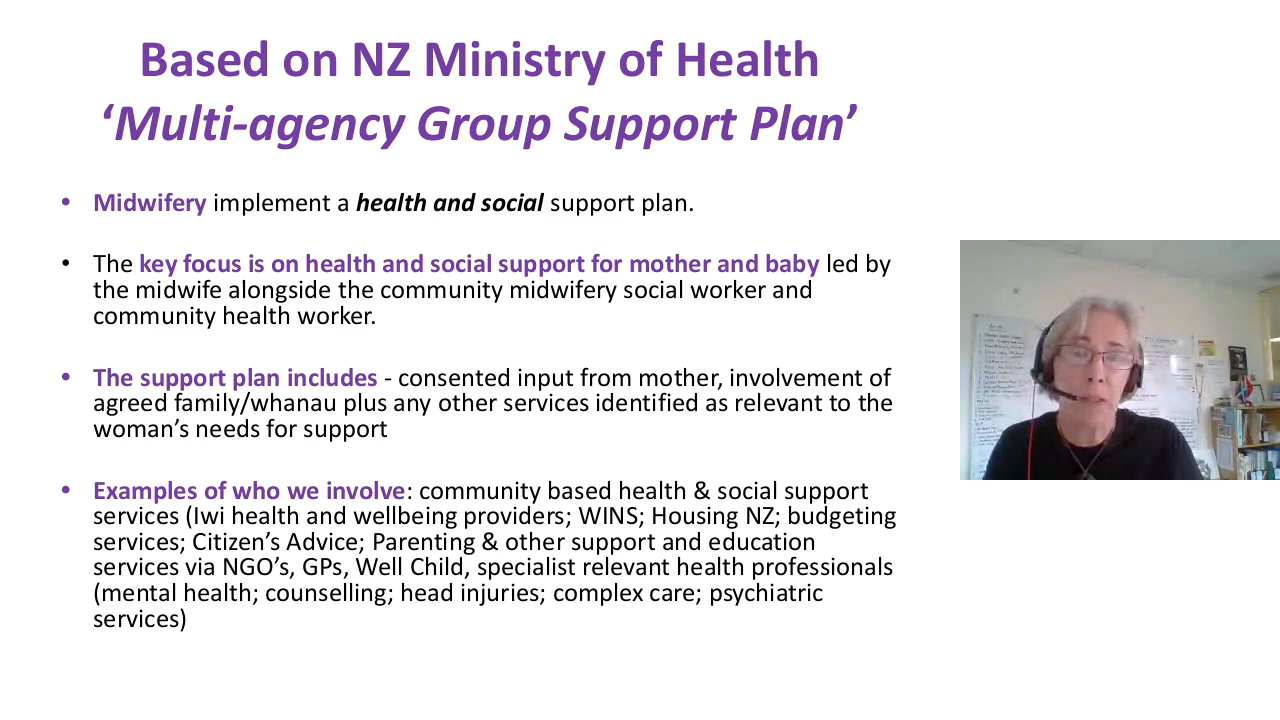 Based on NZ Ministry of Health
‘Multi-agency Group Support Plan’
• Midwifery implement a health and social support plan.
• The key focus is on health and social support for mother and baby led by
the midwife alongside the community midwifery social worker and
community health worker.
• The support plan includes - consented input from mother, involvement of
agreed family/whanau plus any other services identified as relevant to the
woman’s needs for support
• Examples of who we involve: community based health & social support
services (Iwi health and wellbeing providers; WINS; Housing NZ; budgeting
services; Citizen’s Advice; Parenting & other support and education
services via NGO’s, GPs, Well Child, specialist relevant health professionals
(mental health; counselling; head injuries; complex care; psychiatric
services)